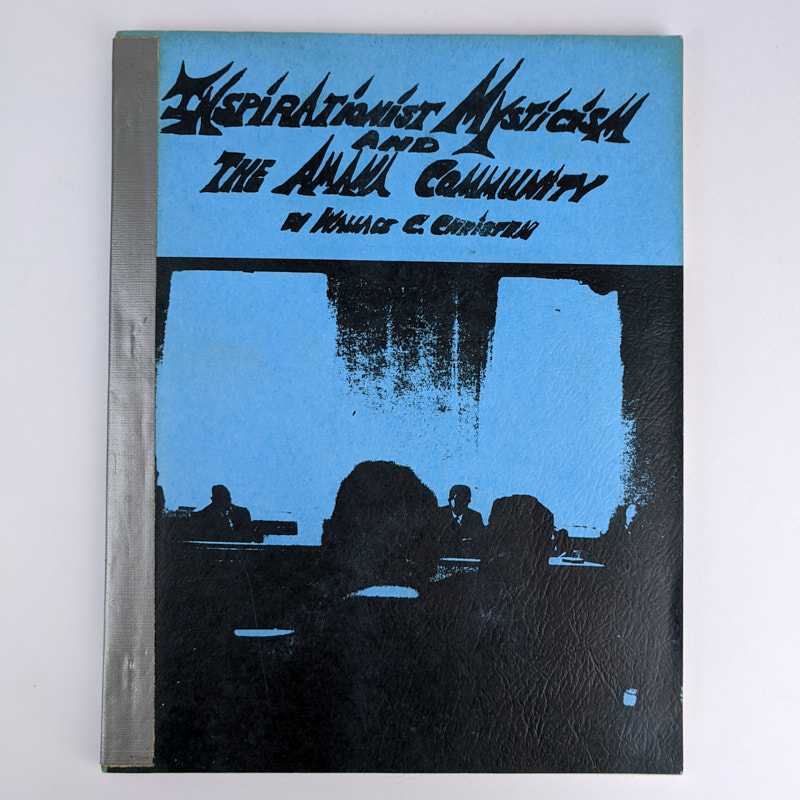 INSPIRATIONIST MYSTICISM
AND
THE AMANA COMMUNITY
BY WALLACE C. CHRISTEN